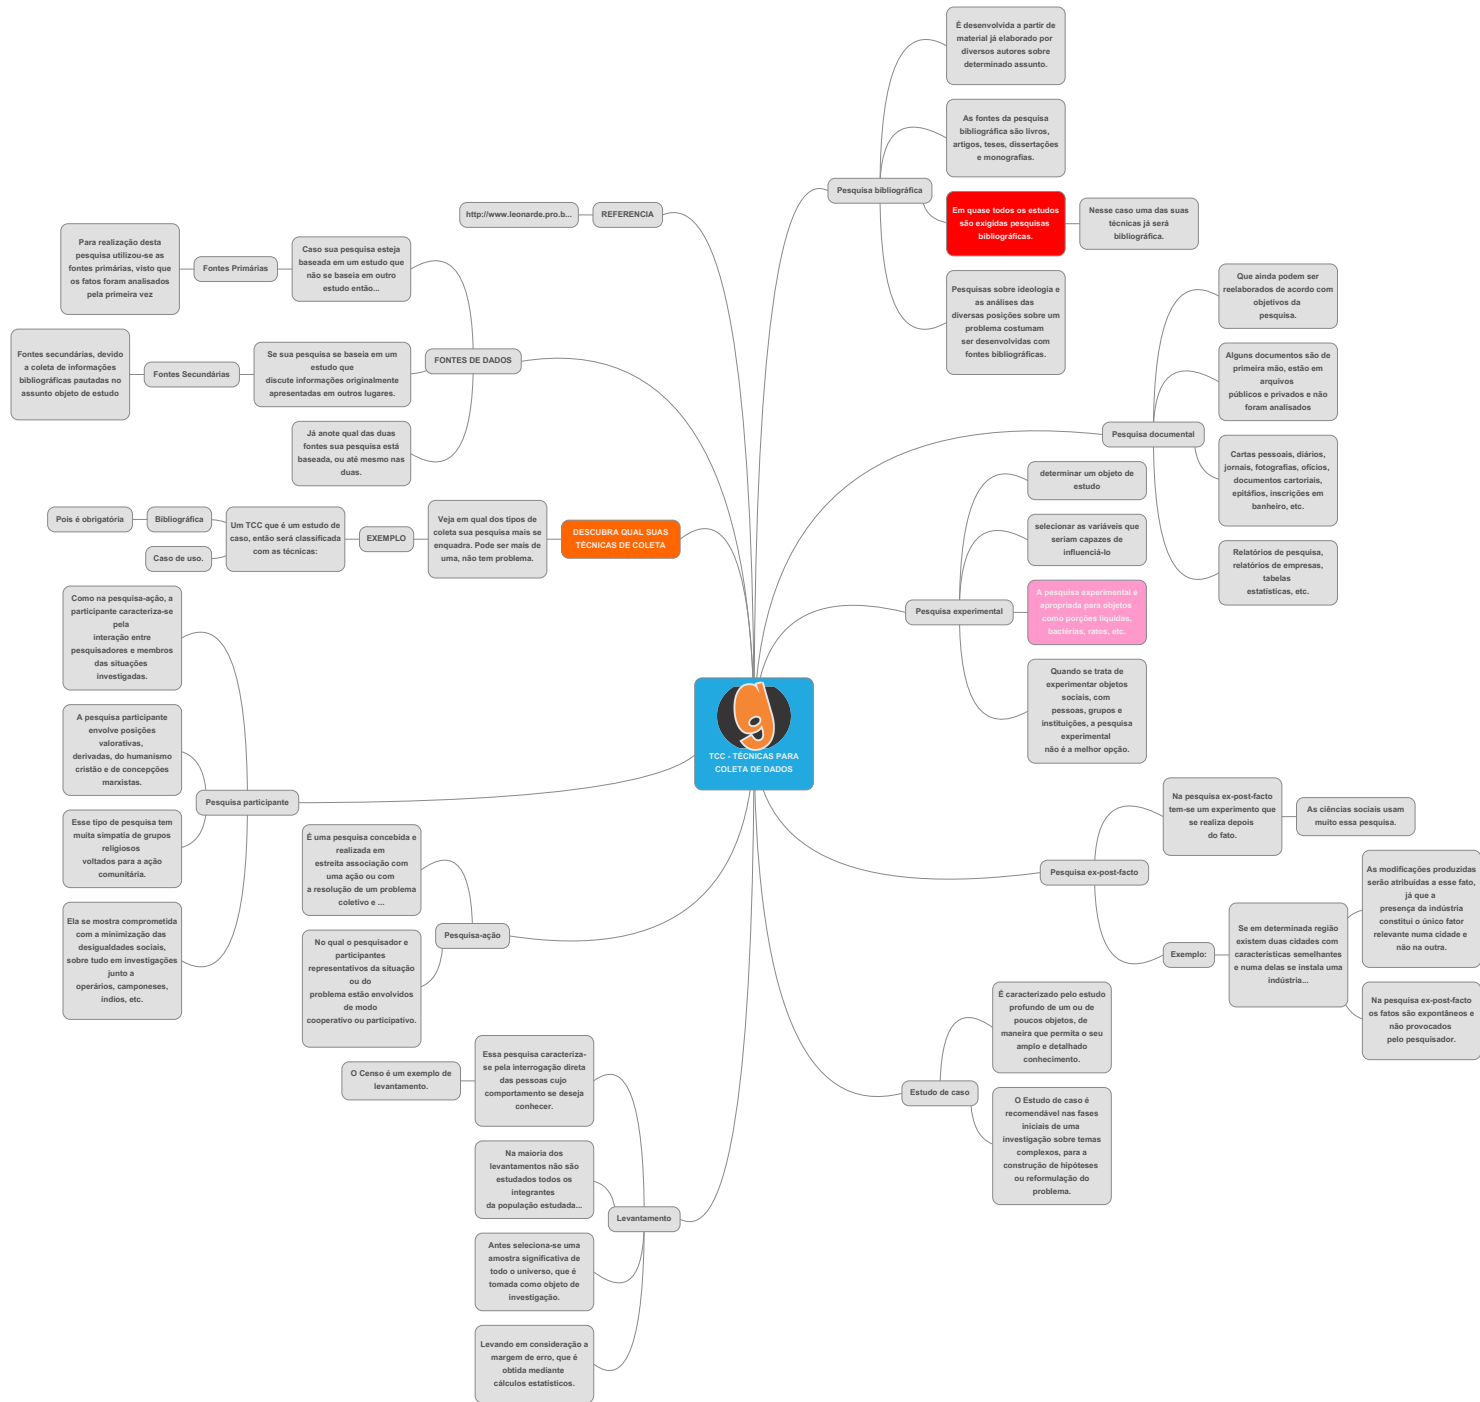 TCC - TÉCNICAS PARA
COLETA DE DADOS
Pesquisa bibliográfica
É desenvolvida a partir de
material já elaborado por
diversos autores sobre
determinado assunto.
As fontes da pesquisa
bibliográfica são livros,
artigos, teses, dissertações
e monografias.
Em quase todos os estudos
são exigidas pesquisas
bibliográficas.
Nesse caso uma das suas
técnicas já será
bibliográfica.
Pesquisas sobre ideologia e
as análises das
diversas posições sobre um
problema costumam
ser desenvolvidas com
fontes bibliográficas.
Pesquisa documental
Que ainda podem ser
reelaborados de acordo com
objetivos da
pesquisa.
Alguns documentos são de
primeira mão, estão em
arquivos
públicos e privados e não
foram analisados
Cartas pessoais, diários,
jornais, fotografias, ofícios,
documentos cartoriais,
epitáfios, inscrições em
banheiro, etc.
Relatórios de pesquisa,
relatórios de empresas,
tabelas
estatísticas, etc.
Pesquisa experimental
determinar um objeto de
estudo
selecionar as variáveis que
seriam capazes de
influenciá-lo
A pesquisa experimental é
apropriada para objetos
como porções líquidas,
bactérias, ratos, etc.
Quando se trata de
experimentar objetos
sociais, com
pessoas, grupos e
instituições, a pesquisa
experimental
não é a melhor opção.
Pesquisa ex-post-facto
Na pesquisa ex-post-facto
tem-se um experimento que
se realiza depois
do fato.
As ciências sociais usam
muito essa pesquisa.
Exemplo:
Se em determinada região
existem duas cidades com
características semelhantes
e numa delas se instala uma
indústria...
As modificações produzidas
serão atribuídas a esse fato,
já que a
presença da indústria
constitui o único fator
relevante numa cidade e
não na outra.
Na pesquisa ex-post-facto
os fatos são expontâneos e
não provocados
pelo pesquisador.
Estudo de caso
É caracterizado pelo estudo
profundo de um ou de
poucos objetos, de
maneira que permita o seu
amplo e detalhado
conhecimento.
O Estudo de caso é
recomendável nas fases
iniciais de uma
investigação sobre temas
complexos, para a
construção de hipóteses
ou reformulação do
problema.
REFERENCIA
http://www.leonarde.pro.b...
FONTES DE DADOS
Caso sua pesquisa esteja
baseada em um estudo que
não se baseia em outro
estudo então...
Fontes Primárias
Para realização desta
pesquisa utilizou-se as
fontes primárias, visto que
os fatos foram analisados
pela primeira vez
Se sua pesquisa se baseia em um
estudo que
discute informações originalmente
apresentadas em outros lugares.
Fontes Secundárias
Fontes secundárias, devido
a coleta de informações
bibliográficas pautadas no
assunto objeto de estudo
Já anote qual das duas
fontes sua pesquisa está
baseada, ou até mesmo nas
duas.
DESCUBRA QUAL SUAS
TÉCNICAS DE COLETA
Veja em qual dos tipos de
coleta sua pesquisa mais se
enquadra. Pode ser mais de
uma, não tem problema.
EXEMPLO
Um TCC que é um estudo de
caso, então será classificada
com as técnicas:
Bibliográfica
Pois é obrigatória
Caso de uso.
Pesquisa participante
Como na pesquisa-ação, a
participante caracteriza-se
pela
interação entre
pesquisadores e membros
das situações
investigadas.
A pesquisa participante
envolve posições
valorativas,
derivadas, do humanismo
cristão e de concepções
marxistas.
Esse tipo de pesquisa tem
muita simpatia de grupos
religiosos
voltados para a ação
comunitária.
Ela se mostra comprometida
com a minimização das
desigualdades sociais,
sobre tudo em investigações
junto a
operários, camponeses,
índios, etc.
Pesquisa-ação
É uma pesquisa concebida e
realizada em
estreita associação com
uma ação ou com
a resolução de um problema
coletivo e ...
No qual o pesquisador e
participantes
representativos da situação
ou do
problema estão envolvidos
de modo
cooperativo ou participativo.
Levantamento
Essa pesquisa caracteriza-
se pela interrogação direta
das pessoas cujo
comportamento se deseja
conhecer.
O Censo é um exemplo de
levantamento.
Na maioria dos
levantamentos não são
estudados todos os
integrantes
da população estudada...
Antes seleciona-se uma
amostra significativa de
todo o universo, que é
tomada como objeto de
investigação.
Levando em consideração a
margem de erro, que é
obtida mediante
cálculos estatísticos.